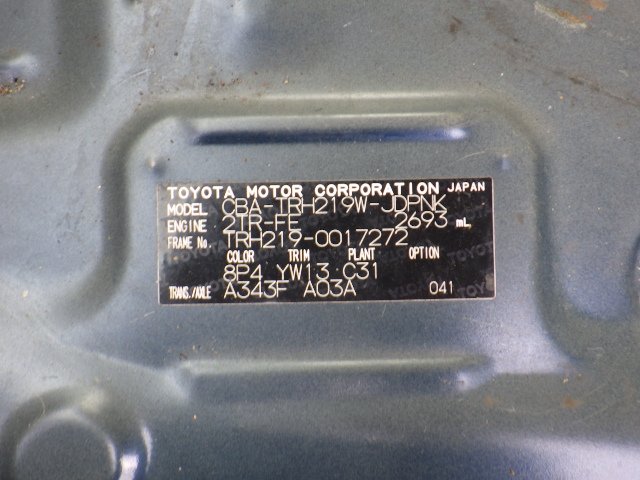 TOYOTA MOTOR CORPORATION JAPAN
MODEL CBA-TRH219W-JDPNK
ENGINE 2TR-FE 2693 mL
FRAME No. TRH219-0017272
COLOR TRIM PLANT OPTION
8P4 YW13 C31
TRANS./AXLE A343F A03A 041